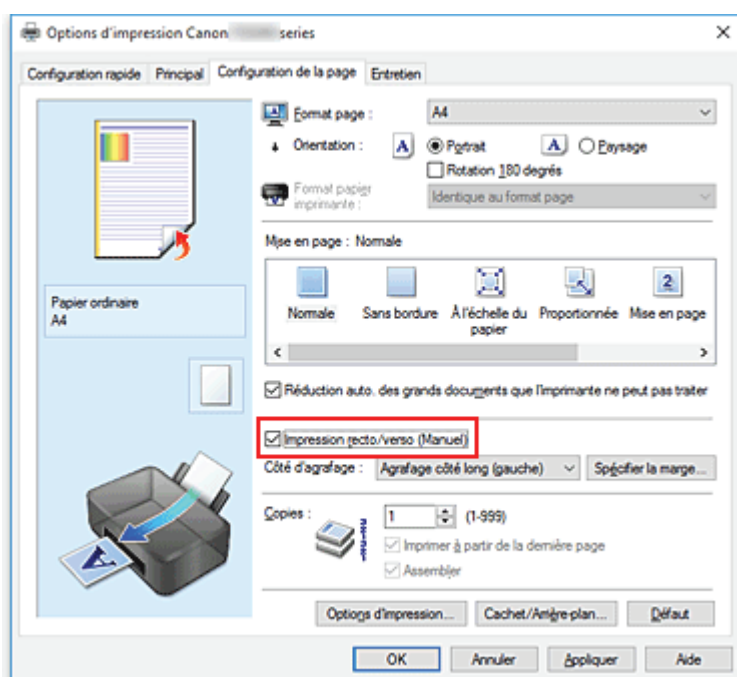 Options d'impression Canon series
Configuration rapide Principal Configuration de la page Entretien
Format page : A4
Orientation : A Portrait A Paysage
Rotation 180 degrés
Format papier imprimante : Identique au format page
Mise en page : Normale
2
Normale Sans bordure À l'échelle du papier Proportionnée Mise en page
Papier ordinaire
A4
Réduction auto. des grands documents que l'imprimante ne peut pas traiter
Impression recto/verso (Manuel)
Côté d'agrafage : Agrafage côté long (gauche) Spécifier la marge...
A
Copies : 1 (1-999)
Imprimer à partir de la dernière page
Assembler
Options d'impression... Cachet/Arrière-plan... Défaut
OK Annuler Appliquer Aide